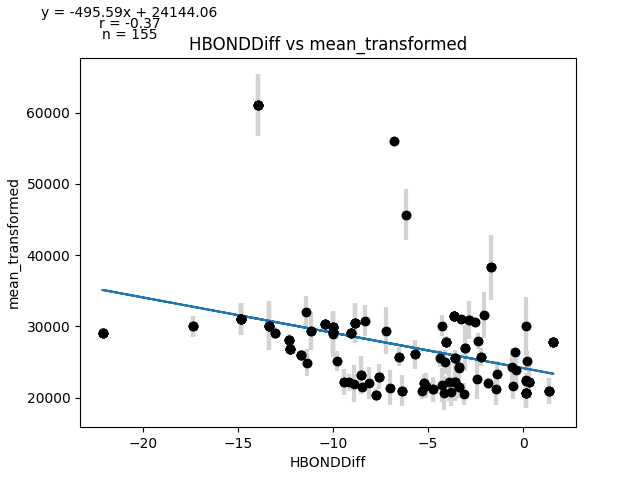 y = -495.59x + 24144.06
r = -0.37
n = 155
HBONDDiff vs mean_transformed
mean_transformed
60000
50000
40000
30000
20000
−20
−15
−10
−5
0
HBONDDiff